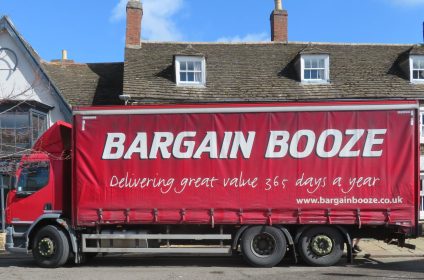 BARGAIN BOOZE
Delivering great value 365 days a year
www.bargainbooze.co.uk